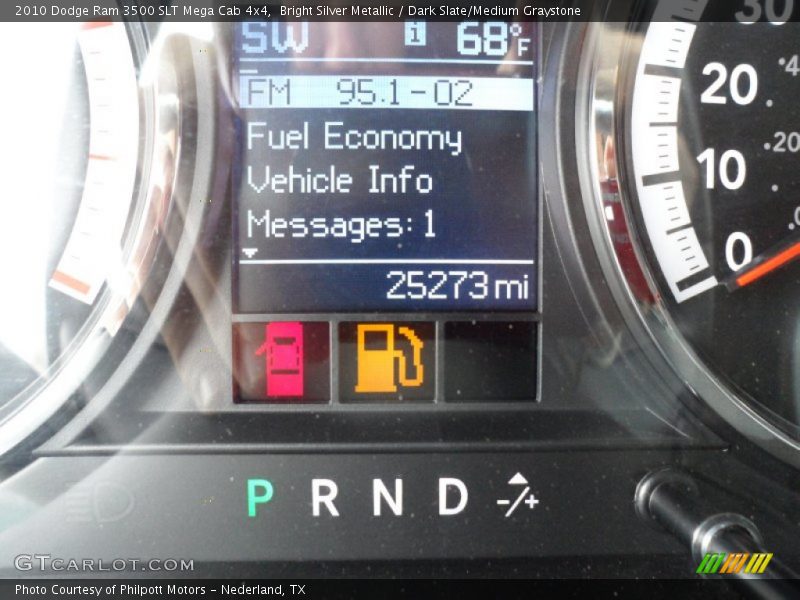 2010 Dodge Ram 3500 SLT Mega Cab 4x4, Bright Silver Metallic / Dark Slate/Medium Graystone
SW i 68°F
FM 95.1-02
Fuel Economy
Vehicle Info
Messages: 1
25273 mi
30
20
10
0
P R N D -/+
GTCARLOT.COM
Photo Courtesy of Philpott Motors - Nederland, TX